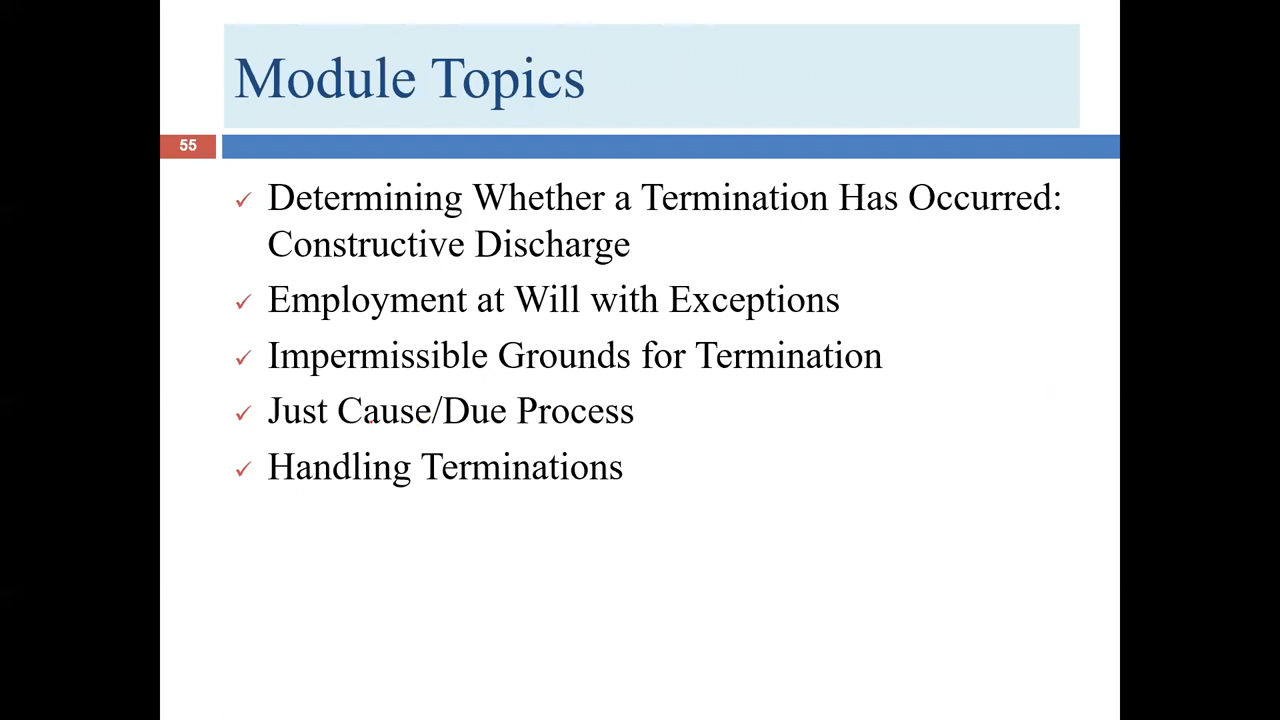 Module Topics
55
✓ Determining Whether a Termination Has Occurred:
Constructive Discharge
✓ Employment at Will with Exceptions
✓ Impermissible Grounds for Termination
✓ Just Cause/Due Process
✓ Handling Terminations